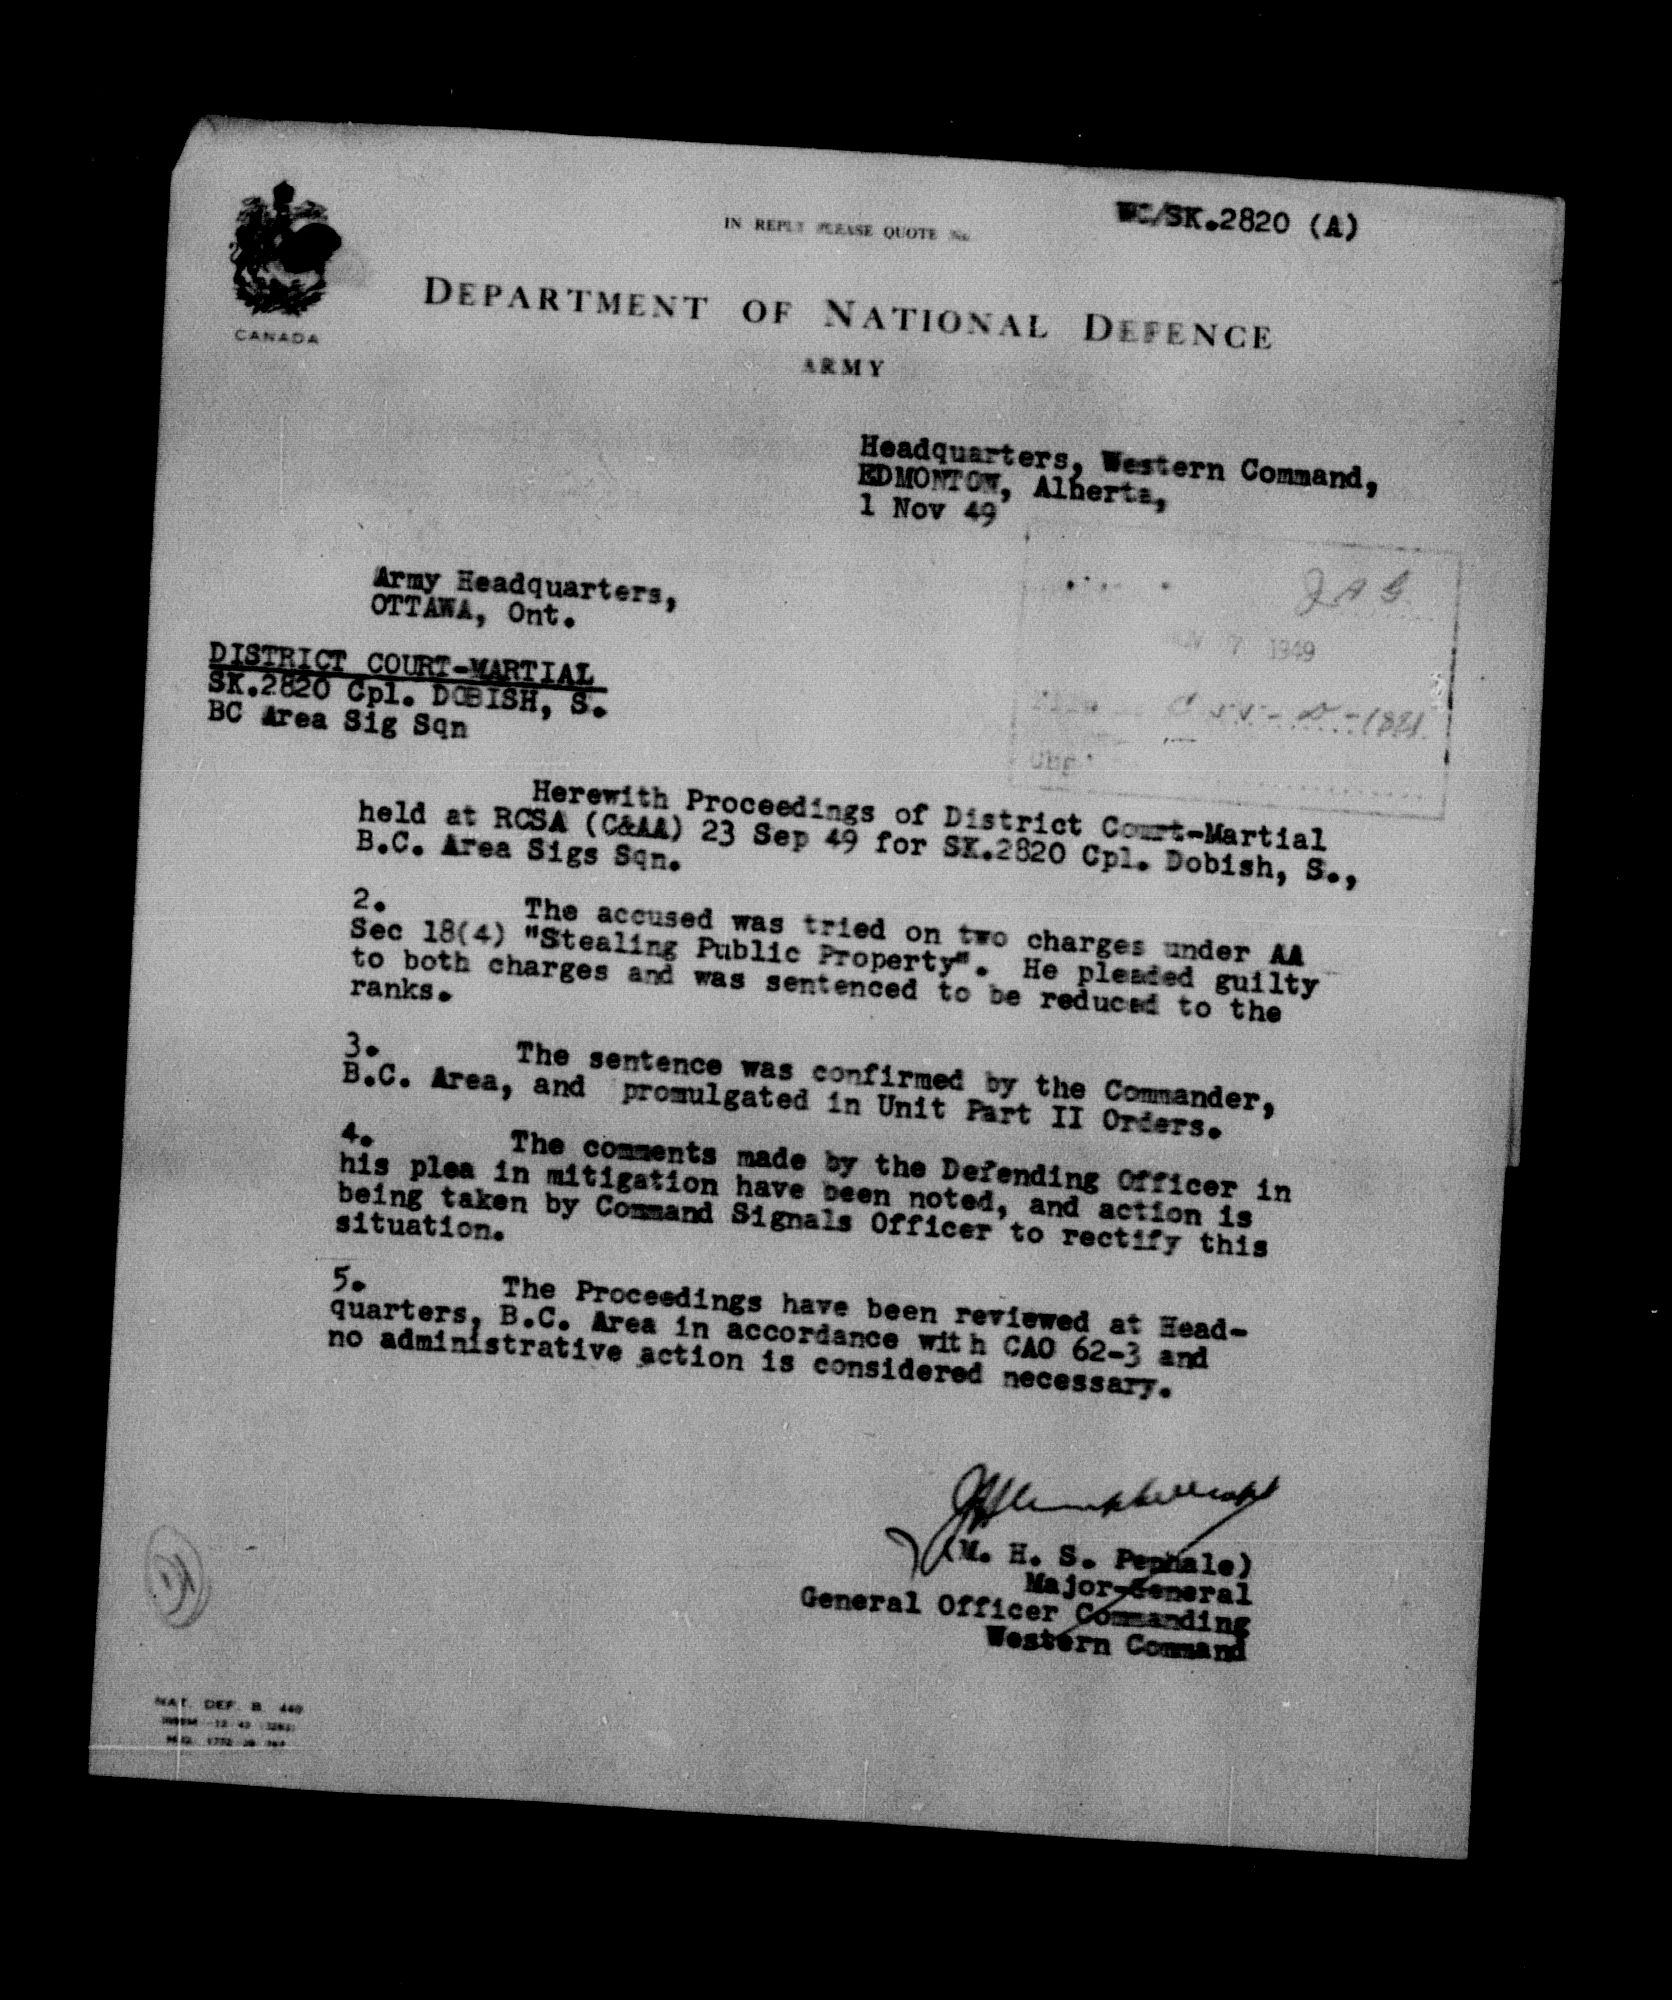 IN REPLY PLEASE QUOTE No.
WC/SK.2820 (A)
CANADA
DEPARTMENT OF NATIONAL DEFENCE
ARMY
Headquarters, Western Command,
EDMONTON, Alberta,
1 Nov 49
J A G
7 1949
Army Headquarters,
OTTAWA, Ont.
DISTRICT COURT-MARTIAL
SK.2820 Cpl. DOBISH, S.
BC Area Sig Sqn
Herewith Proceedings of District Court-Martial
held at RCSA (C&AA) 23 Sep 49 for SK.2820 Cpl. Dobish, S.,
B.C. Area Sigs Sqn.
2. The accused was tried on two charges under AA
Sec 18(4) "Stealing Public Property". He pleaded guilty
to both charges and was sentenced to be reduced to the
ranks.
3. The sentence was confirmed by the Commander,
B.C. Area, and promulgated in Unit Part II Orders.
4. The comments made by the Defending Officer in
his plea in mitigation have been noted, and action is
being taken by Command Signals Officer to rectify this
situation.
5. The Proceedings have been reviewed at Head-
quarters, B.C. Area in accordance with CAO 62-3 and
no administrative action is considered necessary.
(M. H. S. Penhale)
Major-General
General Officer Commanding
Western Command
NAT. DEF. B. 440